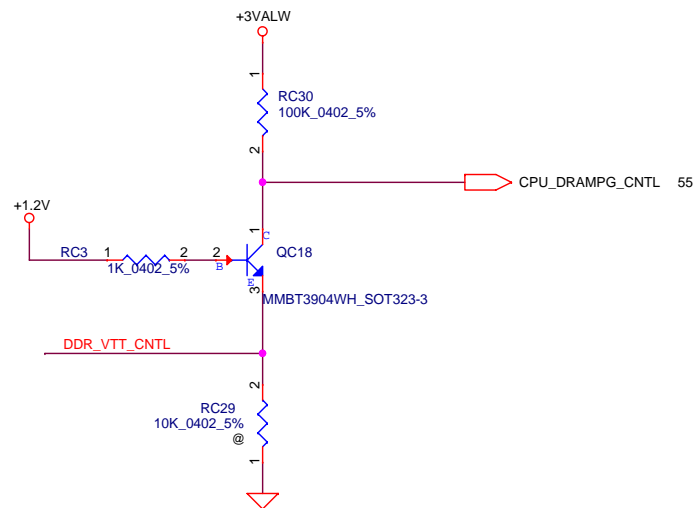 +3VALW
1
RC30
100K_0402_5%
2
CPU_DRAMPG_CNTL 55
+1.2V
1
C
RC3 1 2 2 QC18
1K_0402_5% B
E
3
MMBT3904WH_SOT323-3
DDR_VTT_CNTL
2
RC29
10K_0402_5%
@
1